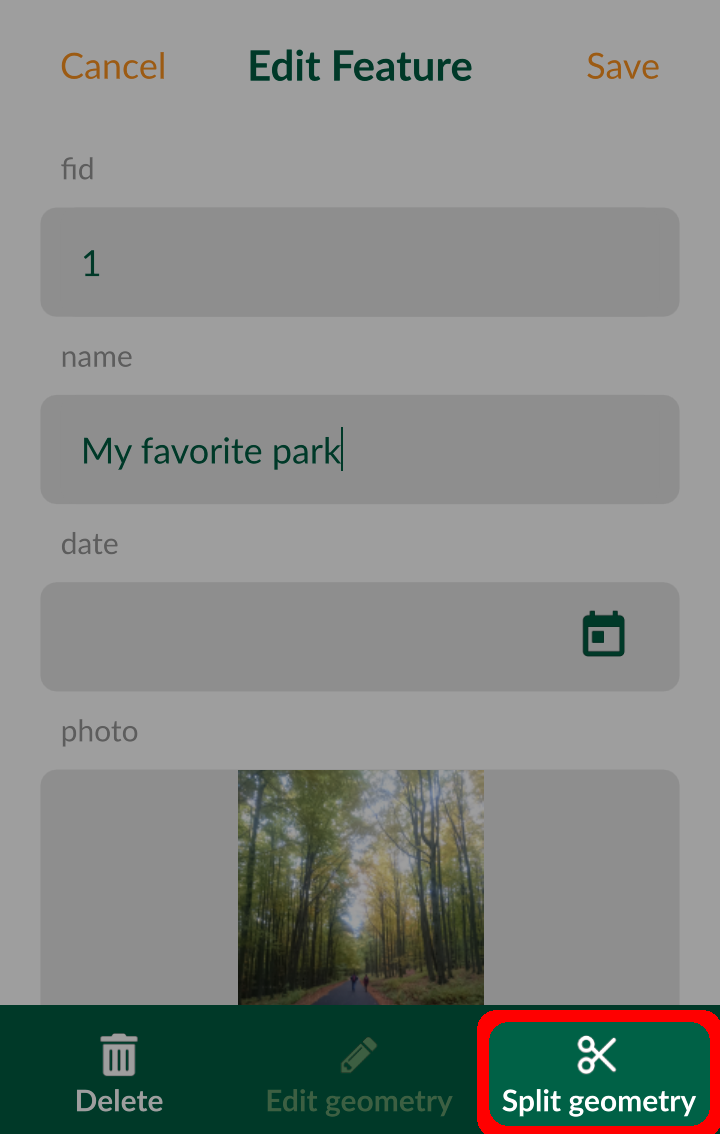 Cancel Edit Feature Save
fid
1
name
My favorite park
date
photo
Delete Edit geometry Split geometry